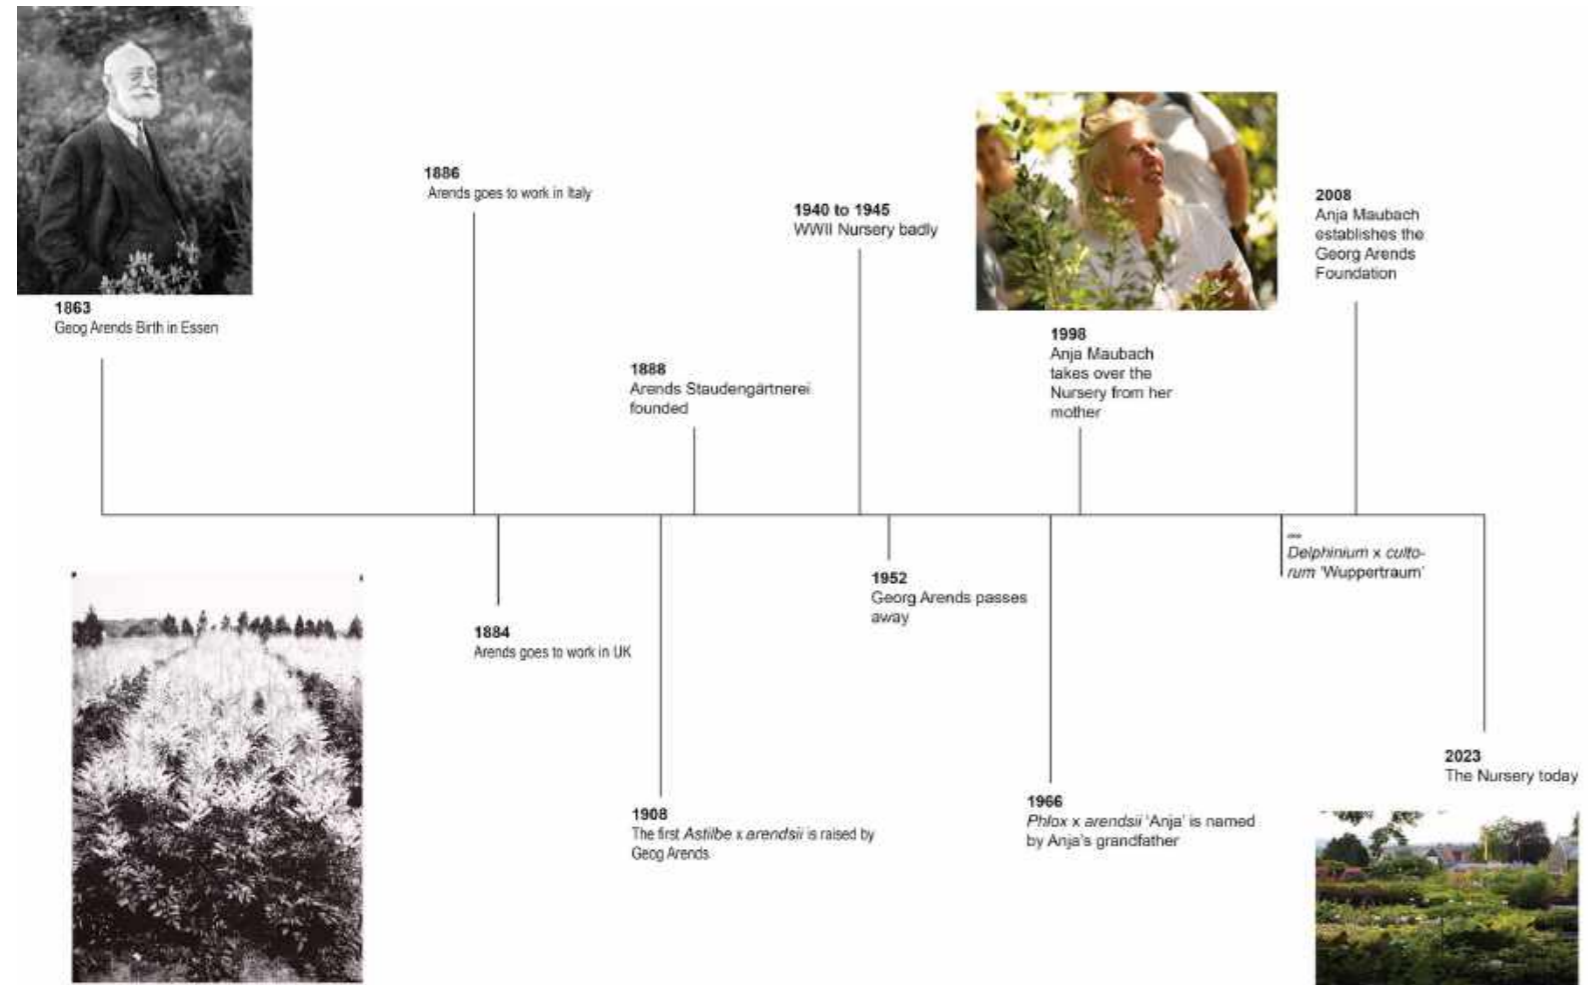 1863
Geog Arends Birth in Essen
1886
Arends goes to work in Italy
1884
Arends goes to work in UK
1908
The first Astilbe x arendsii is raised by
Geog Arends
1888
Arends Staudengärtnerei
founded
1940 to 1945
WWII Nursery badly
1952
Georg Arends passes
away
1966
Phlox x arendsii ‘Anja’ is named
by Anja’s grandfather
1998
Anja Maubach
takes over the
Nursery from her
mother
Delphinium x culto-
rum ‘Wuppertraum’
2008
Anja Maubach
establishes the
Georg Arends
Foundation
2023
The Nursery today